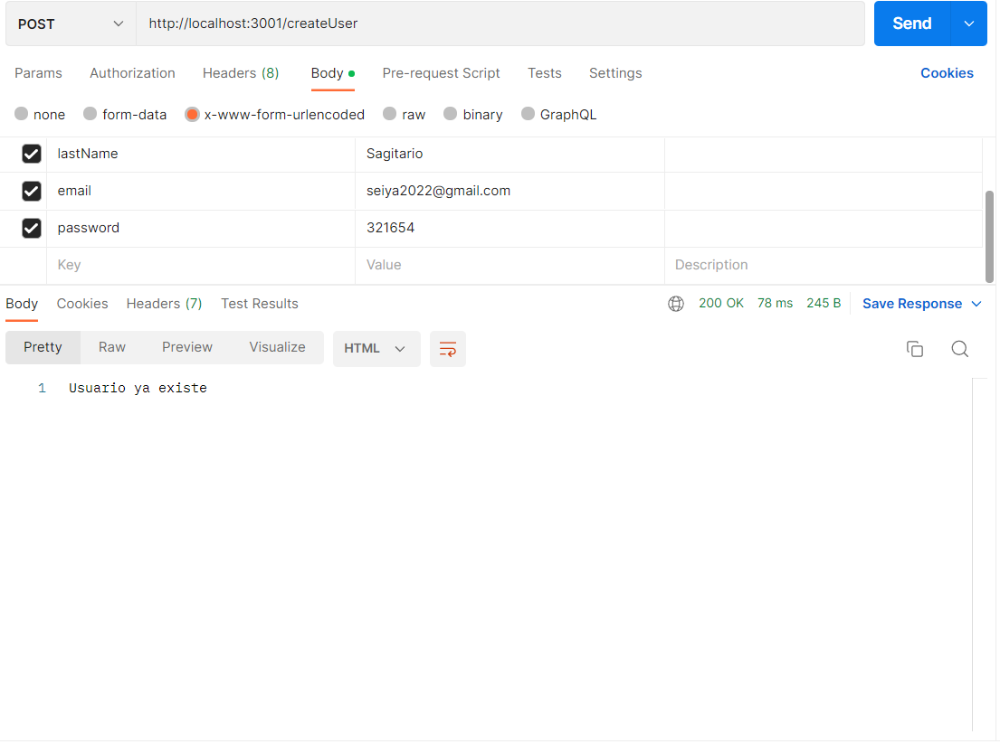 POST http://localhost:3001/createUser Send
Params Authorization Headers (8) Body Pre-request Script Tests Settings Cookies
none form-data x-www-form-urlencoded raw binary GraphQL
lastName Sagitario
email seiya2022@gmail.com
password 321654
Key Value Description
Body Cookies Headers (7) Test Results 200 OK 78 ms 245 B Save Response
Pretty Raw Preview Visualize HTML
1 Usuario ya existe